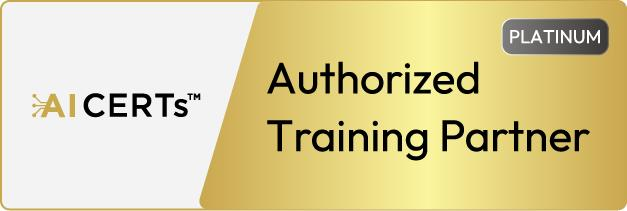 PLATINUM
AI CERTs™
Authorized
Training Partner